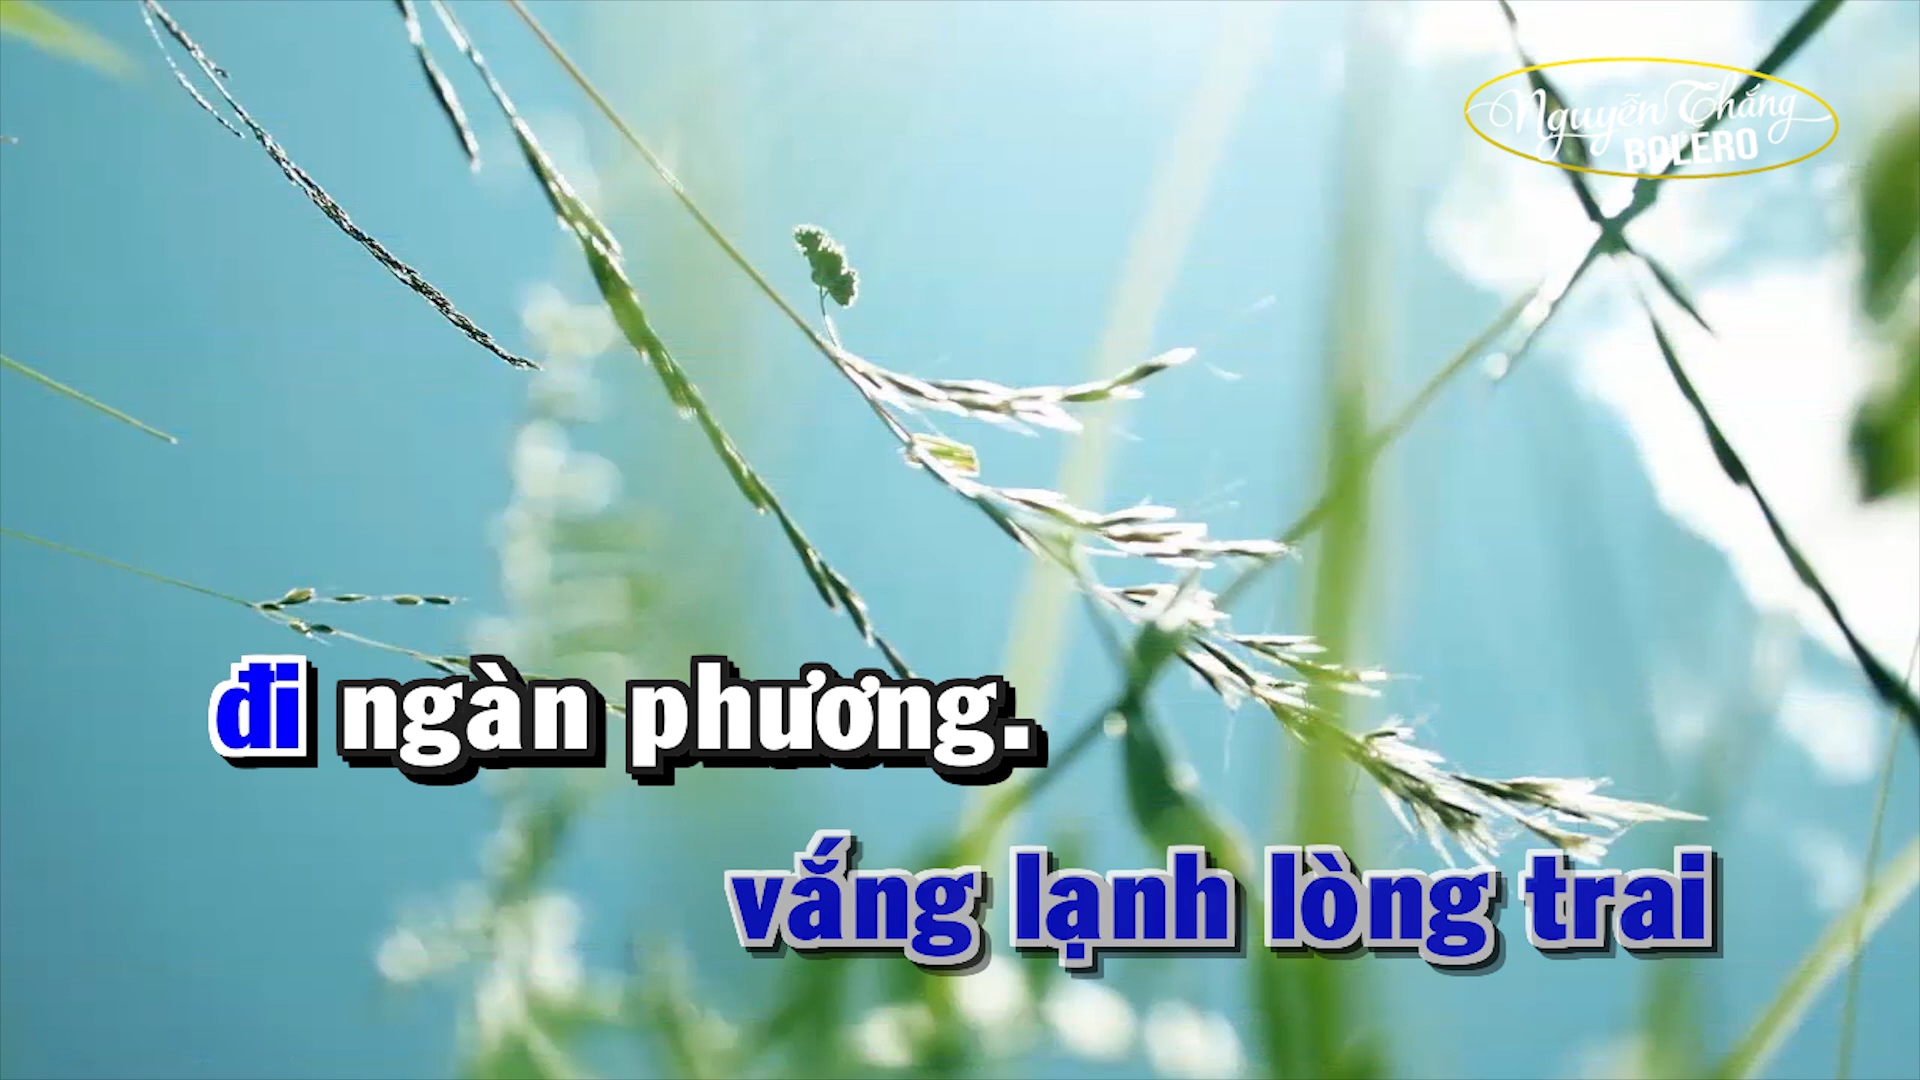 Nguyễn Thắng
BOLERO
đi ngàn phương.
vắng lạnh lòng trai